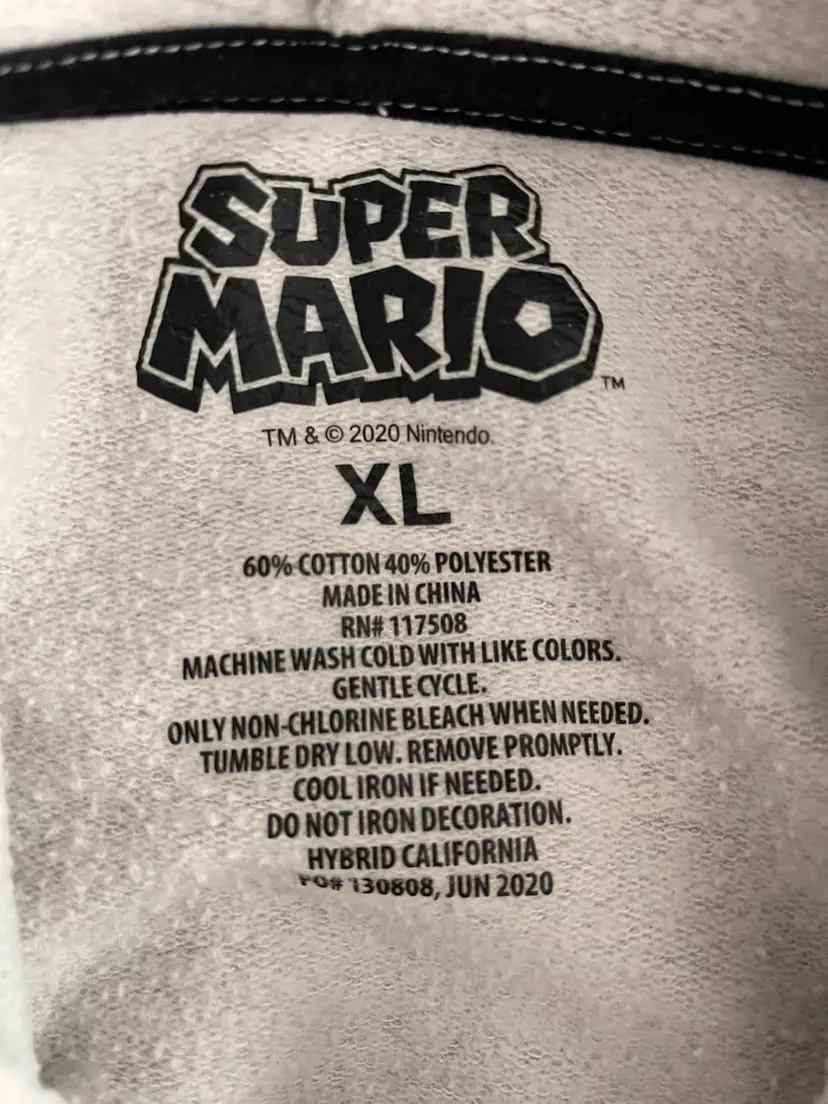 SUPER
MARIO
TM
TM & © 2020 Nintendo.
XL
60% COTTON 40% POLYESTER
MADE IN CHINA
RN# 117508
MACHINE WASH COLD WITH LIKE COLORS.
GENTLE CYCLE.
ONLY NON-CHLORINE BLEACH WHEN NEEDED.
TUMBLE DRY LOW. REMOVE PROMPTLY.
COOL IRON IF NEEDED.
DO NOT IRON DECORATION.
HYBRID CALIFORNIA
PO# 130808, JUN 2020